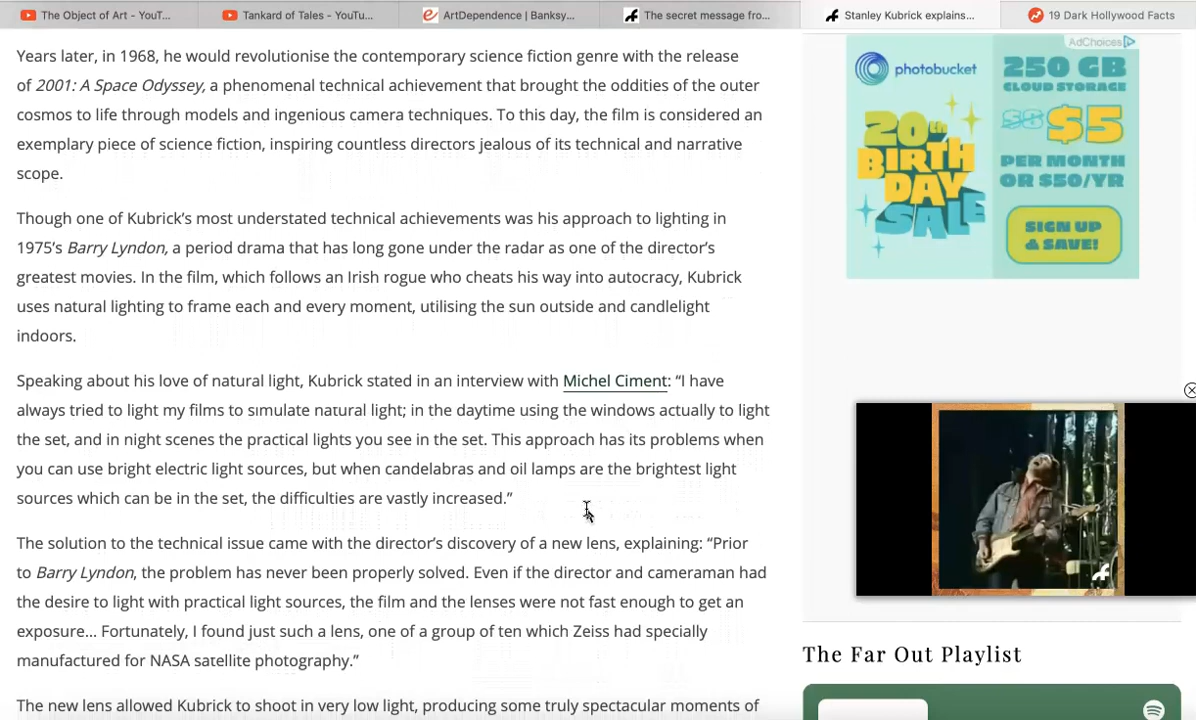 The Object of Art - YouT...
Tankard of Tales - YouTu...
ArtDependence | Banksy...
The secret message fro...
Stanley Kubrick explains...
19 Dark Hollywood Facts
Years later, in 1968, he would revolutionise the contemporary science fiction genre with the release
of 2001: A Space Odyssey, a phenomenal technical achievement that brought the oddities of the outer
cosmos to life through models and ingenious camera techniques. To this day, the film is considered an
exemplary piece of science fiction, inspiring countless directors jealous of its technical and narrative
scope.
Though one of Kubrick’s most understated technical achievements was his approach to lighting in
1975’s Barry Lyndon, a period drama that has long gone under the radar as one of the director’s
greatest movies. In the film, which follows an Irish rogue who cheats his way into autocracy, Kubrick
uses natural lighting to frame each and every moment, utilising the sun outside and candlelight
indoors.
Speaking about his love of natural light, Kubrick stated in an interview with Michel Ciment: “I have
always tried to light my films to simulate natural light; in the daytime using the windows actually to light
the set, and in night scenes the practical lights you see in the set. This approach has its problems when
you can use bright electric light sources, but when candelabras and oil lamps are the brightest light
sources which can be in the set, the difficulties are vastly increased.”
The solution to the technical issue came with the director’s discovery of a new lens, explaining: “Prior
to Barry Lyndon, the problem has never been properly solved. Even if the director and cameraman had
the desire to light with practical light sources, the film and the lenses were not fast enough to get an
exposure... Fortunately, I found just such a lens, one of a group of ten which Zeiss had specially
manufactured for NASA satellite photography.”
The new lens allowed Kubrick to shoot in very low light, producing some truly spectacular moments of
AdChoices
photobucket
20th
BIRTH
DAY
SALE
250 GB
CLOUD STORAGE
$8 $5
PER MONTH
OR $50/YR
SIGN UP
& SAVE!
The Far Out Playlist